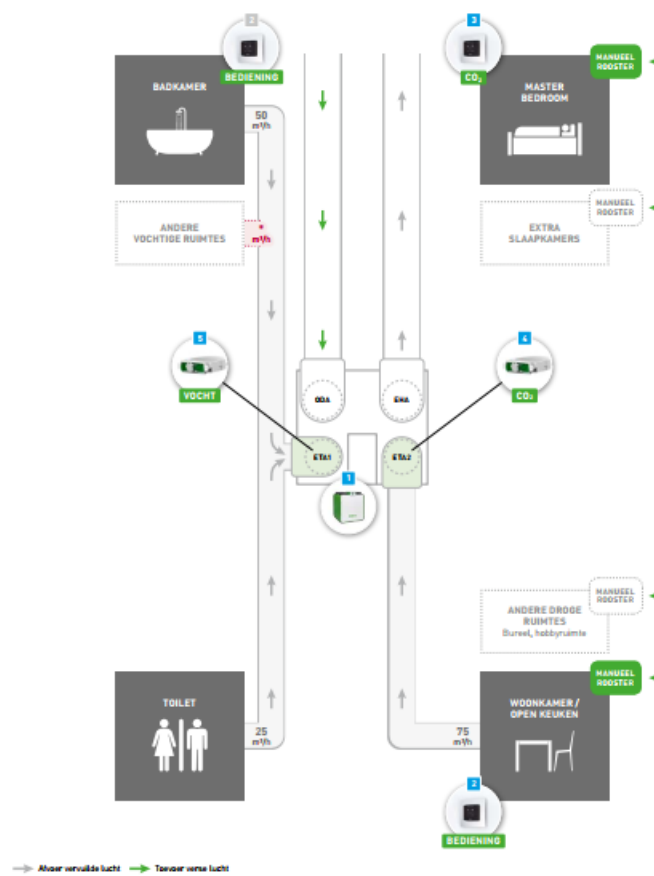 2
BEDIENING
BADKAMER
50
m³/h
ANDERE
VOCHTIGE RUIMTES
*
m³/h
3
CO₂
MASTER
BEDROOM
MANUEEL
ROOSTER
EXTRA
SLAAPKAMERS
MANUEEL
ROOSTER
5
VOCHT
4
CO₂
ODA
EHA
ETA1
ETA2
1
MANUEEL
ROOSTER
ANDERE DROGE
RUIMTES
Bureel, hobbyruimte
MANUEEL
ROOSTER
TOILET
25
m³/h
75
m³/h
WOONKAMER /
OPEN KEUKEN
2
BEDIENING
Afvoer vervuilde lucht
Toevoer verse lucht